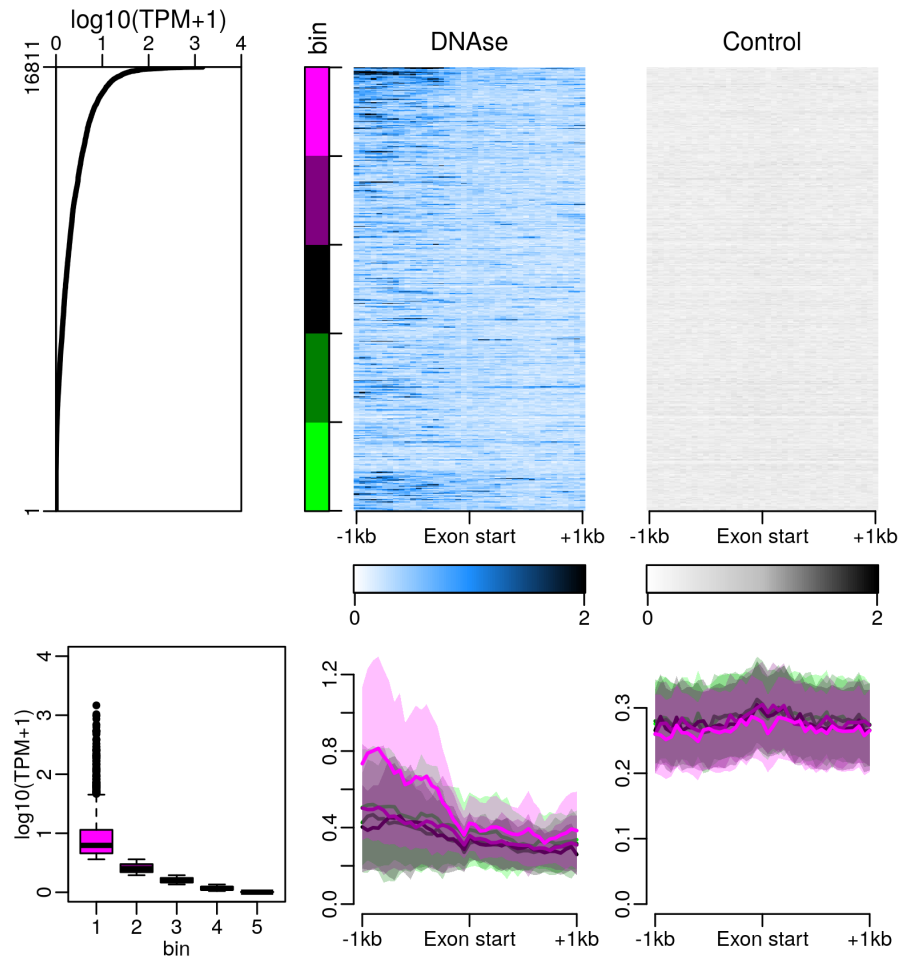 log10(TPM+1)
0 1 2 3 4
16811
1
bin
DNAse
Control
-1kb Exon start +1kb
-1kb Exon start +1kb
0 2
0 2
log10(TPM+1)
4
3
2
1
0
1 2 3 4 5
bin
1.2
0.8
0.4
0.0
-1kb Exon start +1kb
0.3
0.2
0.1
0.0
-1kb Exon start +1kb